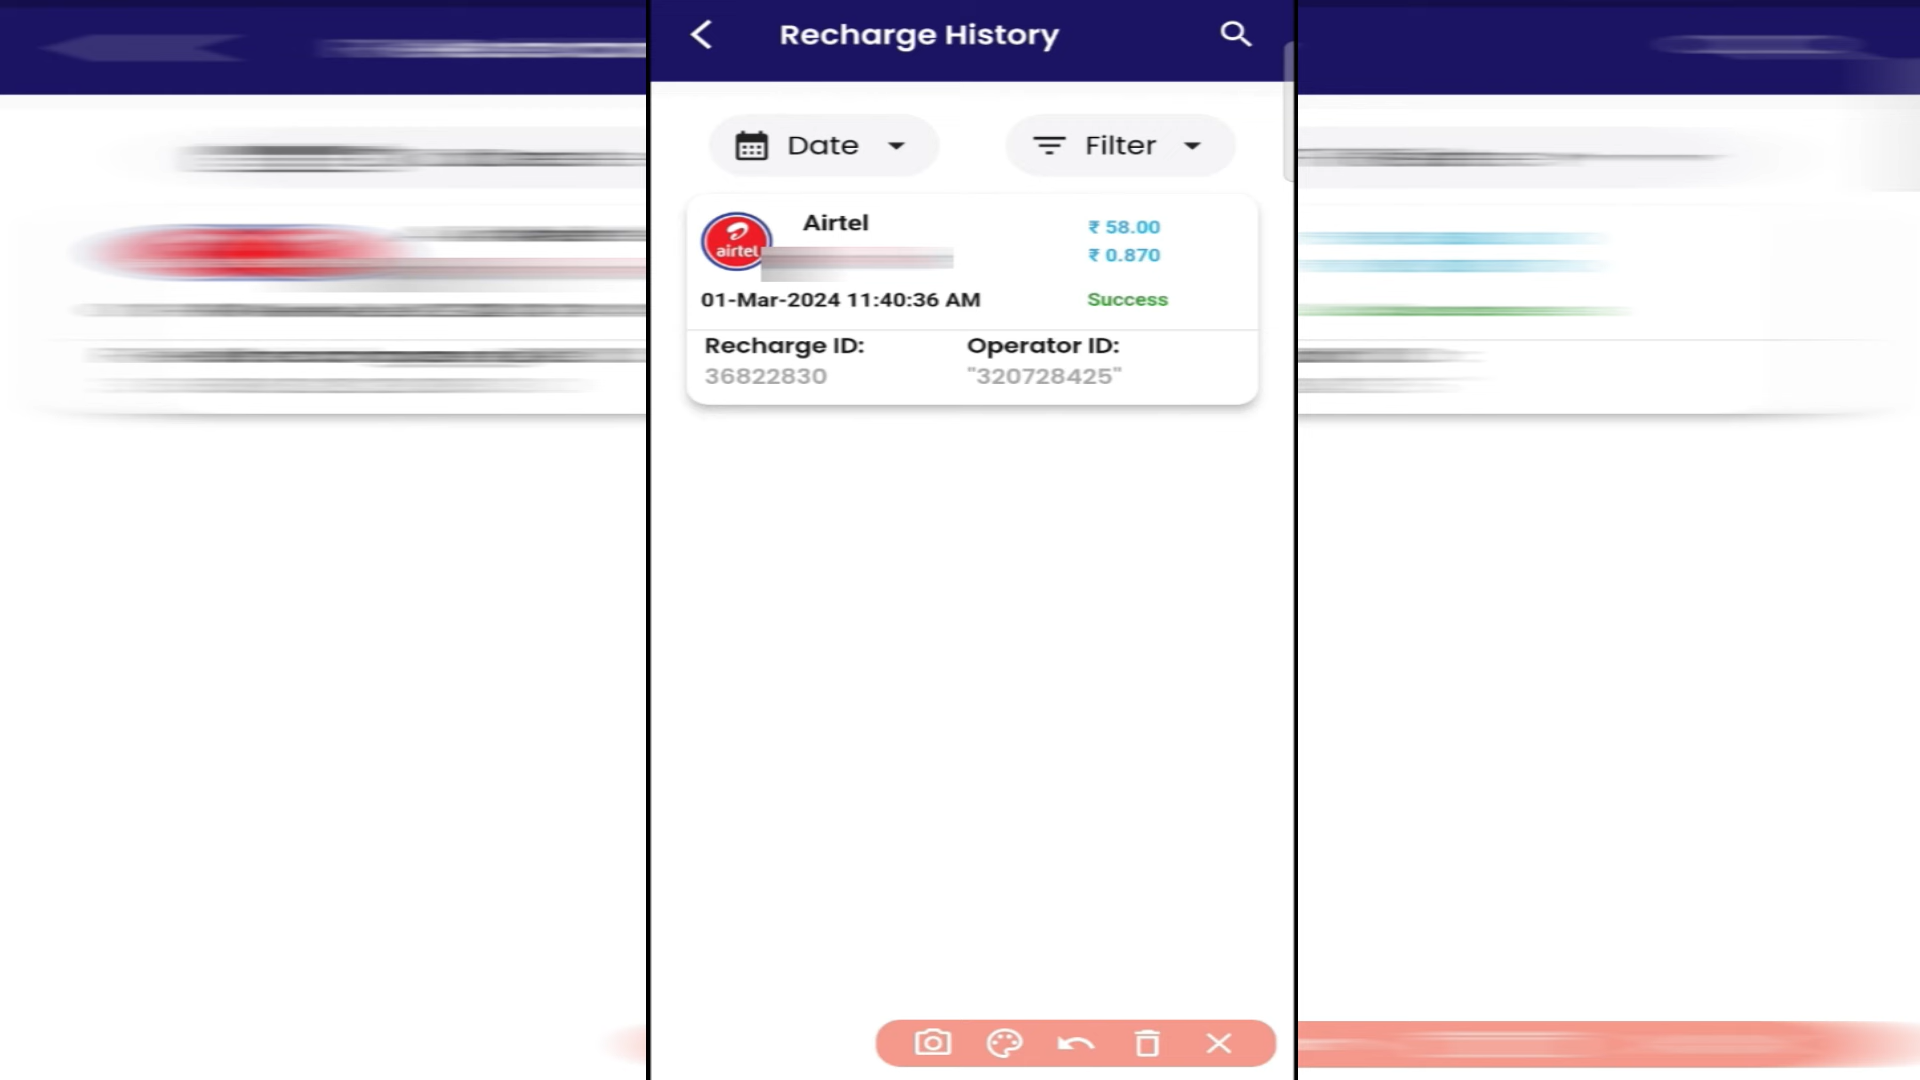 Recharge History
Date
Filter
airtel
Airtel
₹ 58.00
₹ 0.870
01-Mar-2024 11:40:36 AM
Success
Recharge ID:
Operator ID:
36822830
"320728425"